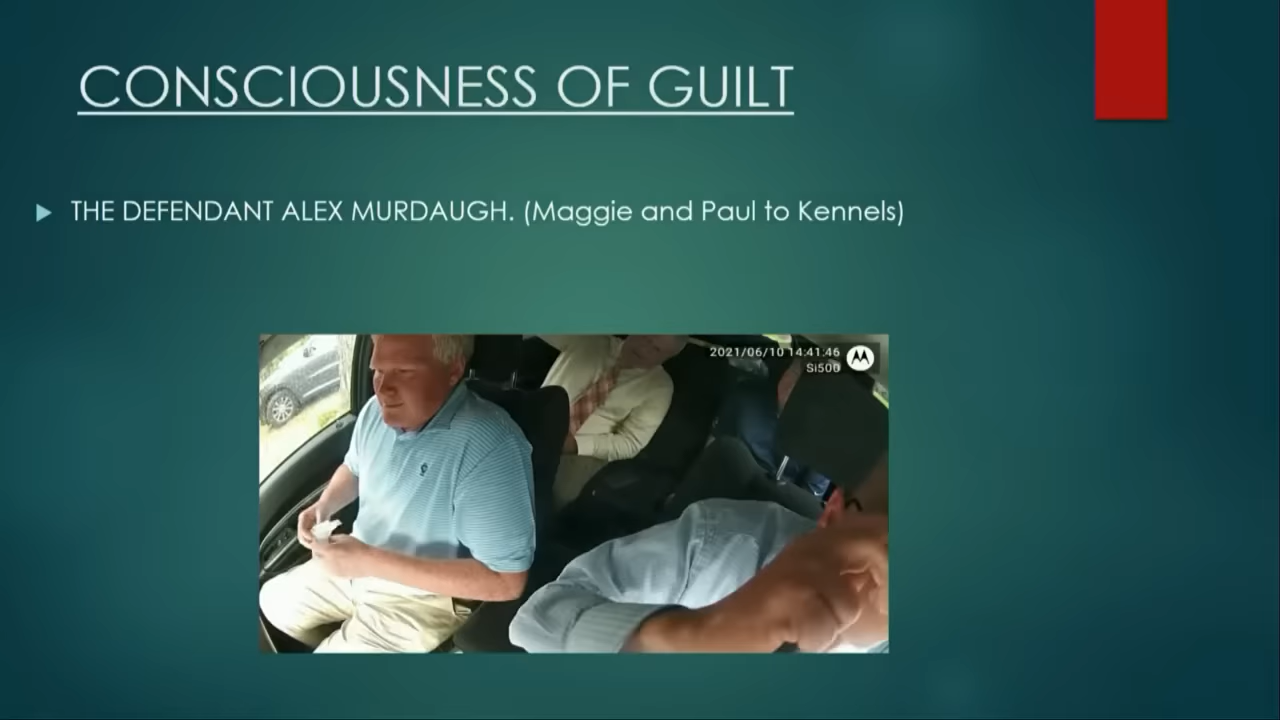 CONSCIOUSNESS OF GUILT
THE DEFENDANT ALEX MURDAUGH. (Maggie and Paul to Kennels)
2021/06/10 14:41:46
Si500